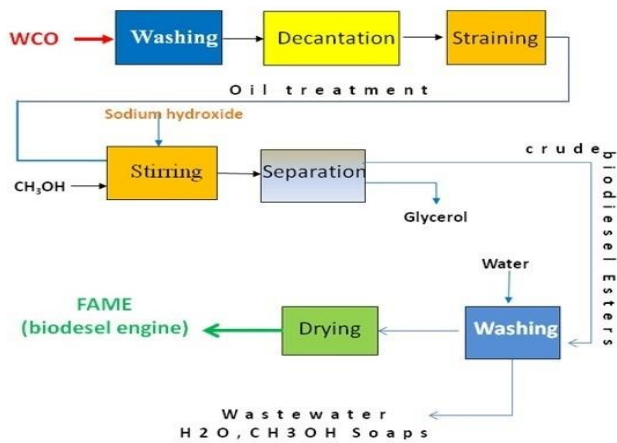 WCO
Washing
Decantation
Straining
Oil treatment
Sodium hydroxide
CH₃OH
Stirring
Separation
crude
biodiesel Esters
Glycerol
Water
FAME
(biodesel engine)
Drying
Washing
Wastewater
H2O,CH3OH Soaps